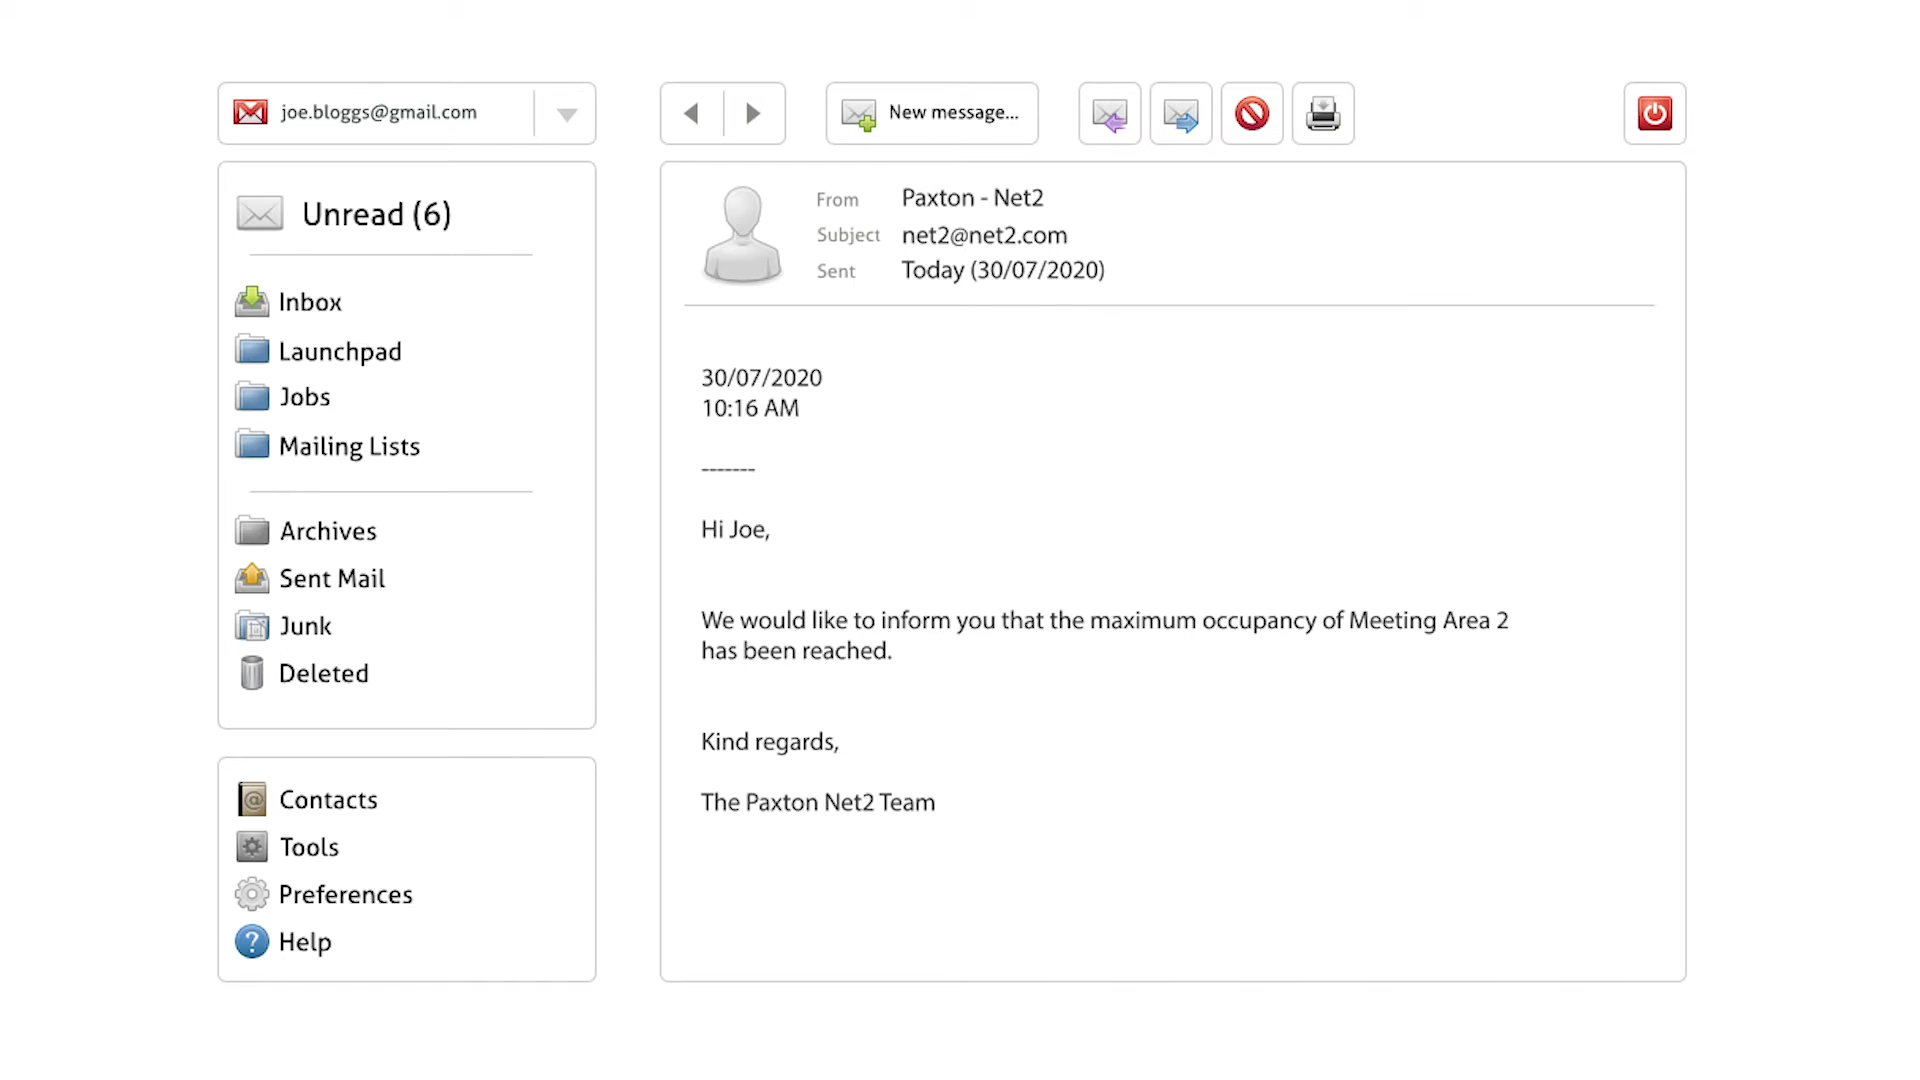 joe.bloggs@gmail.com
New message...
Unread (6)
Inbox
Launchpad
Jobs
Mailing Lists
Archives
Sent Mail
Junk
Deleted
Contacts
Tools
Preferences
Help
From Paxton - Net2
Subject net2@net2.com
Sent Today (30/07/2020)
30/07/2020
10:16 AM
-------
Hi Joe,
We would like to inform you that the maximum occupancy of Meeting Area 2
has been reached.
Kind regards,
The Paxton Net2 Team